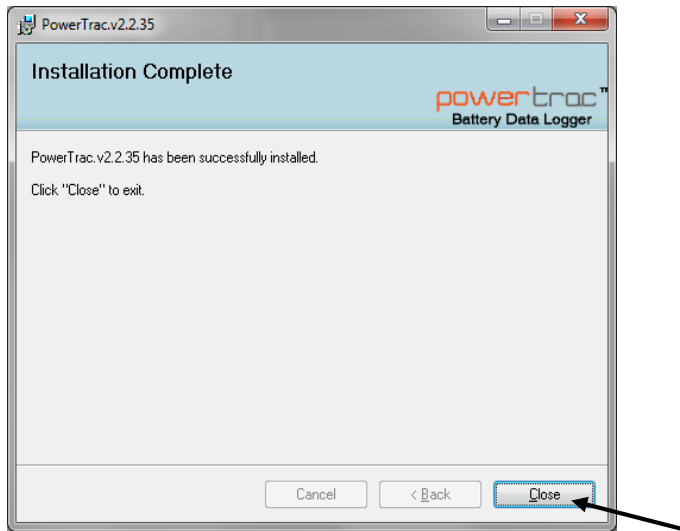 PowerTrac.v2.2.35
Installation Complete
powertrac™
Battery Data Logger
PowerTrac.v2.2.35 has been successfully installed.
Click "Close" to exit.
Cancel
< Back
Close